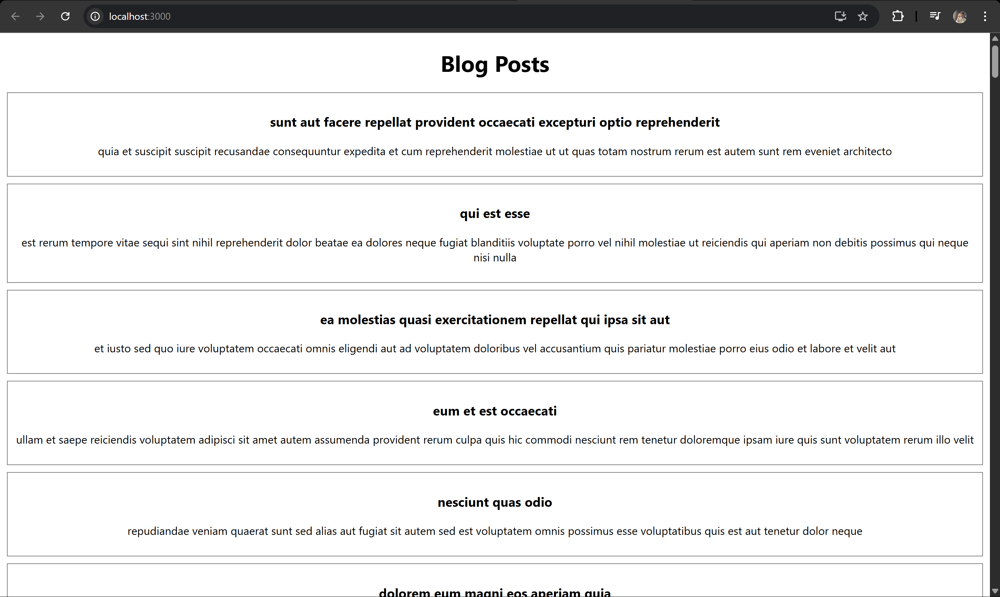 localhost:3000
Blog Posts
sunt aut facere repellat provident occaecati excepturi optio reprehenderit
quia et suscipit suscipit recusandae consequuntur expedita et cum reprehenderit molestiae ut ut quas totam nostrum rerum est autem sunt rem eveniet architecto
qui est esse
est rerum tempore vitae sequi sint nihil reprehenderit dolor beatae ea dolores neque fugiat blanditiis voluptate porro vel nihil molestiae ut reiciendis qui aperiam non debitis possimus qui neque
nisi nulla
ea molestias quasi exercitationem repellat qui ipsa sit aut
et iusto sed quo iure voluptatem occaecati omnis eligendi aut ad voluptatem doloribus vel accusantium quis pariatur molestiae porro eius odio et labore et velit aut
eum et est occaecati
ullam et saepe reiciendis voluptatem adipisci sit amet autem assumenda provident rerum culpa quis hic commodi nesciunt rem tenetur doloremque ipsam iure quis sunt voluptatem rerum illo velit
nesciunt quas odio
repudiandae veniam quaerat sunt sed alias aut fugiat sit autem sed est voluptatem omnis possimus esse voluptatibus quis est aut tenetur dolor neque
dolorem eum magni eos aperiam quia